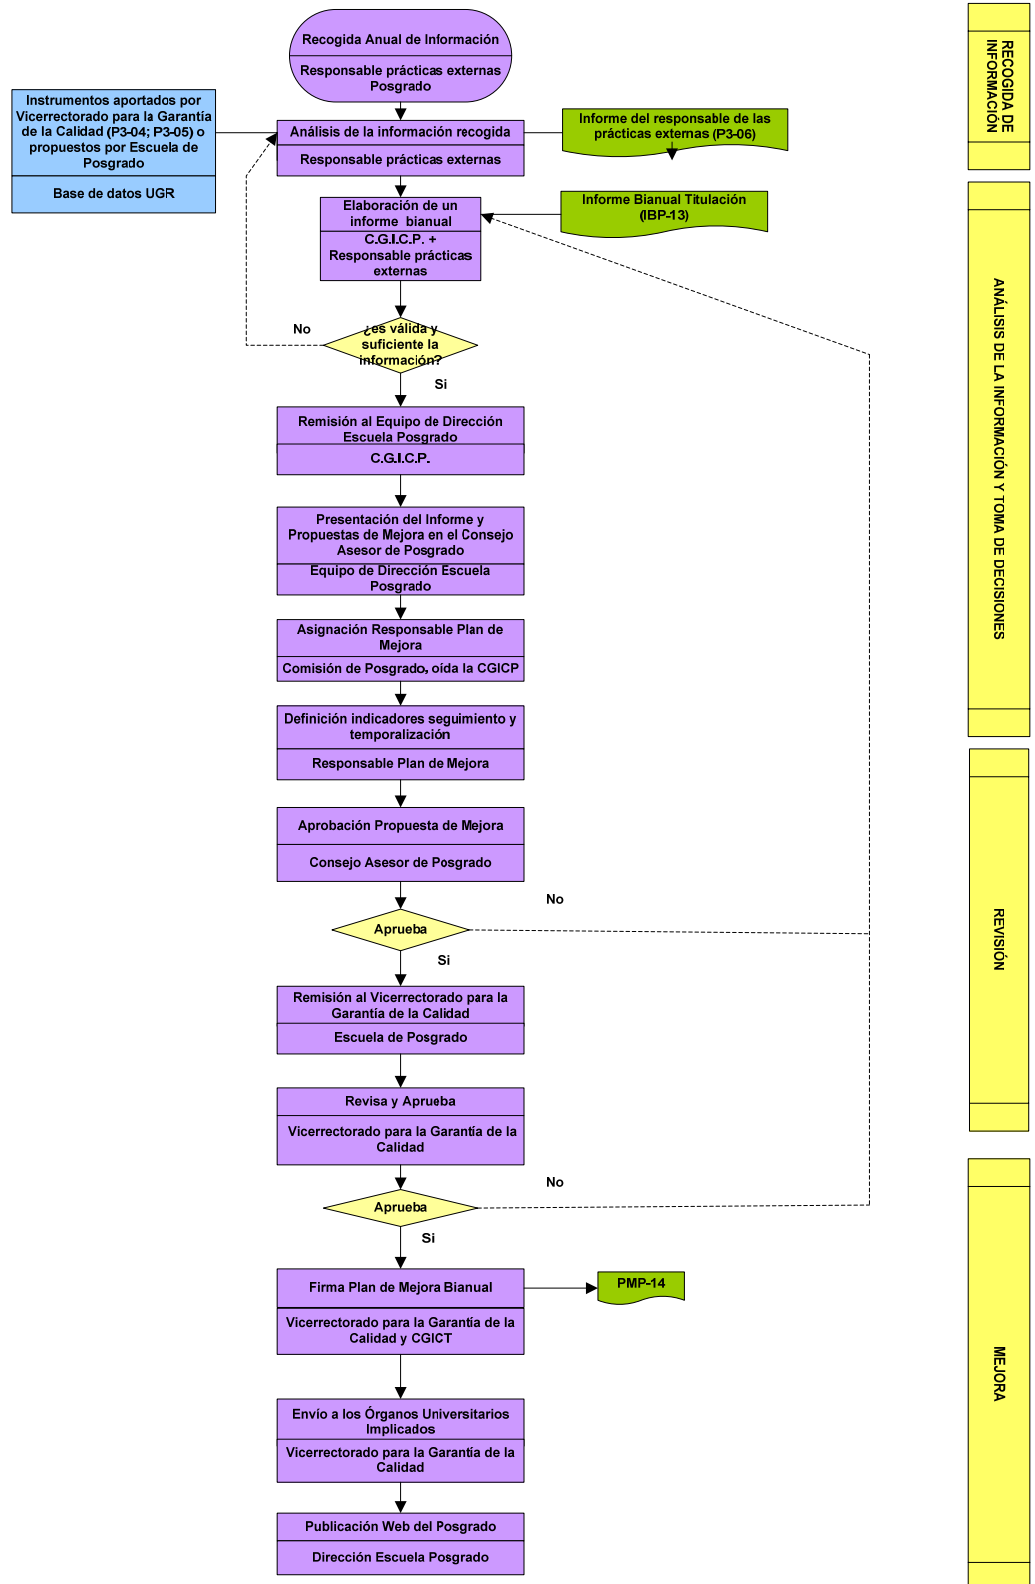 Recogida Anual de Información
Responsable prácticas externas
Posgrado
RECOGIDA DE
INFORMACIÓN
Instrumentos aportados por
Vicerrectorado para la Garantía
de la Calidad (P3-04; P3-05) o
propuestos por Escuela de
Posgrado
Base de datos UGR
Análisis de la información recogida
Responsable prácticas externas
Informe del responsable de las
prácticas externas (P3-06)
Elaboración de un
informe bianual
C.G.I.C.P. +
Responsable prácticas
externas
Informe Bianual Titulación
(IBP-13)
ANÁLISIS DE LA INFORMACIÓN Y TOMA DE DECISIONES
No
¿es válida y
suficiente la
información?
Si
Remisión al Equipo de Dirección
Escuela Posgrado
C.G.I.C.P.
Presentación del Informe y
Propuestas de Mejora en el Consejo
Asesor de Posgrado
Equipo de Dirección Escuela
Posgrado
Asignación Responsable Plan de
Mejora
Comisión de Posgrado, oída la CGICP
Definición indicadores seguimiento y
temporalización
Responsable Plan de Mejora
Aprobación Propuesta de Mejora
Consejo Asesor de Posgrado
No
Aprueba
Si
REVISIÓN
Remisión al Vicerrectorado para la
Garantía de la Calidad
Escuela de Posgrado
Revisa y Aprueba
Vicerrectorado para la Garantía de la
Calidad
No
Aprueba
Si
Firma Plan de Mejora Bianual
Vicerrectorado para la Garantía de la
Calidad y CGICT
PMP-14
MEJORA
Envío a los Órganos Universitarios
Implicados
Vicerrectorado para la Garantía de la
Calidad
Publicación Web del Posgrado
Dirección Escuela Posgrado